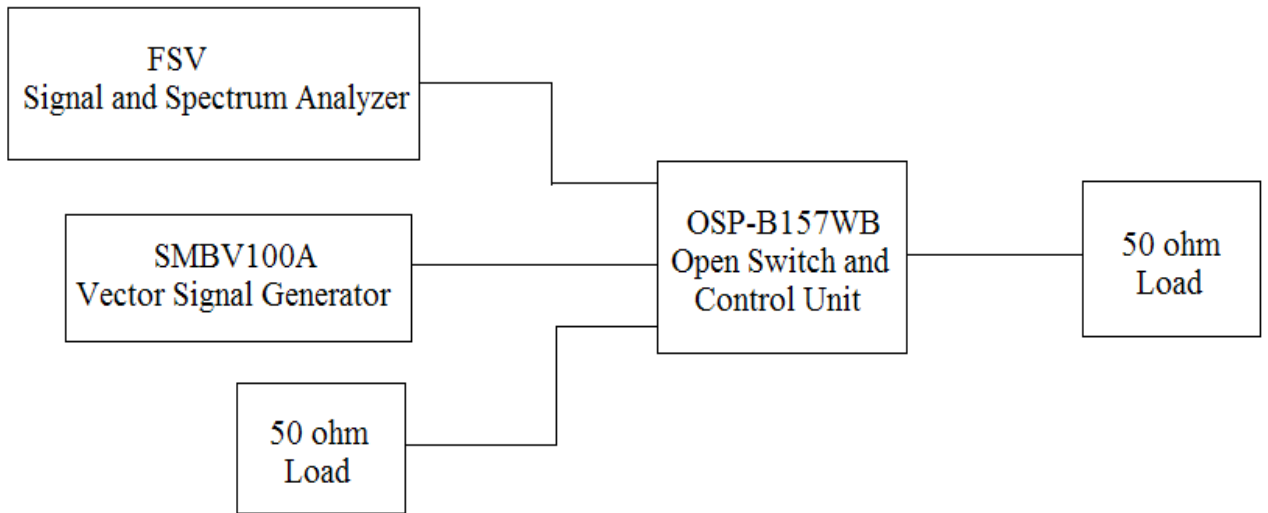 FSV
Signal and Spectrum Analyzer
SMBV100A
Vector Signal Generator
50 ohm
Load
OSP-B157WB
Open Switch and
Control Unit
50 ohm
Load